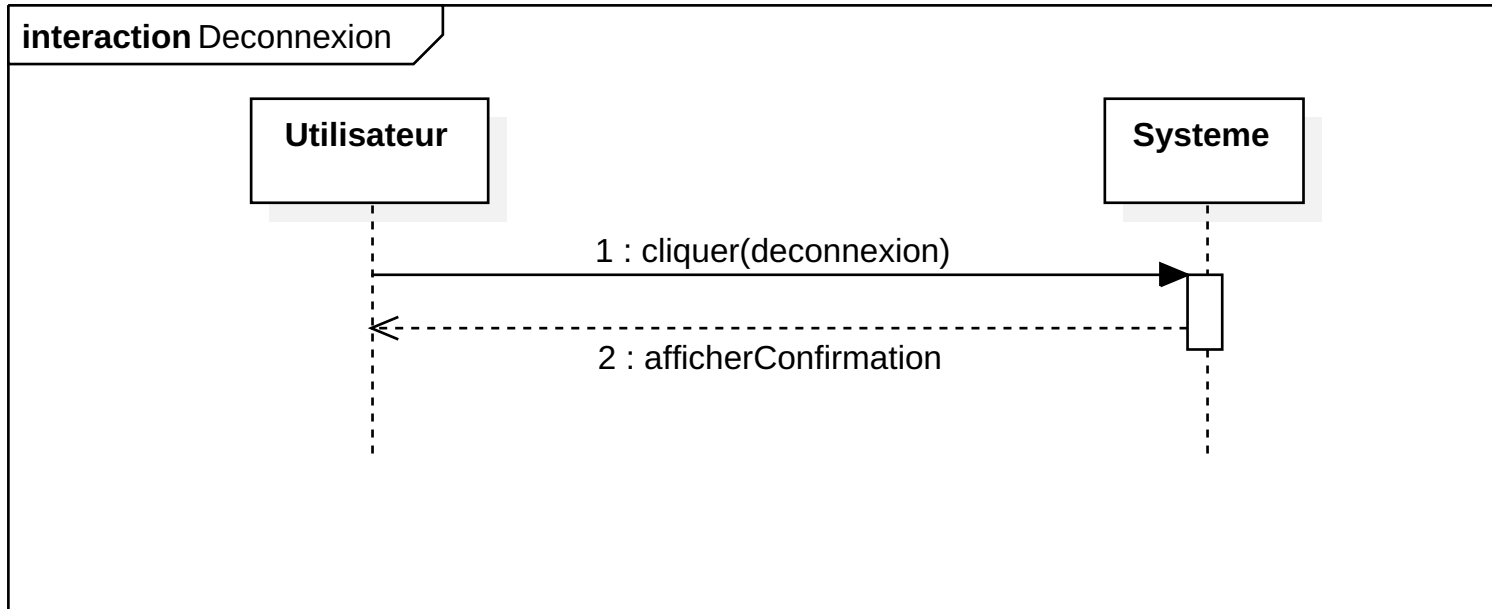 interaction Deconnexion
Utilisateur
Systeme
1 : cliquer(deconnexion)
2 : afficherConfirmation